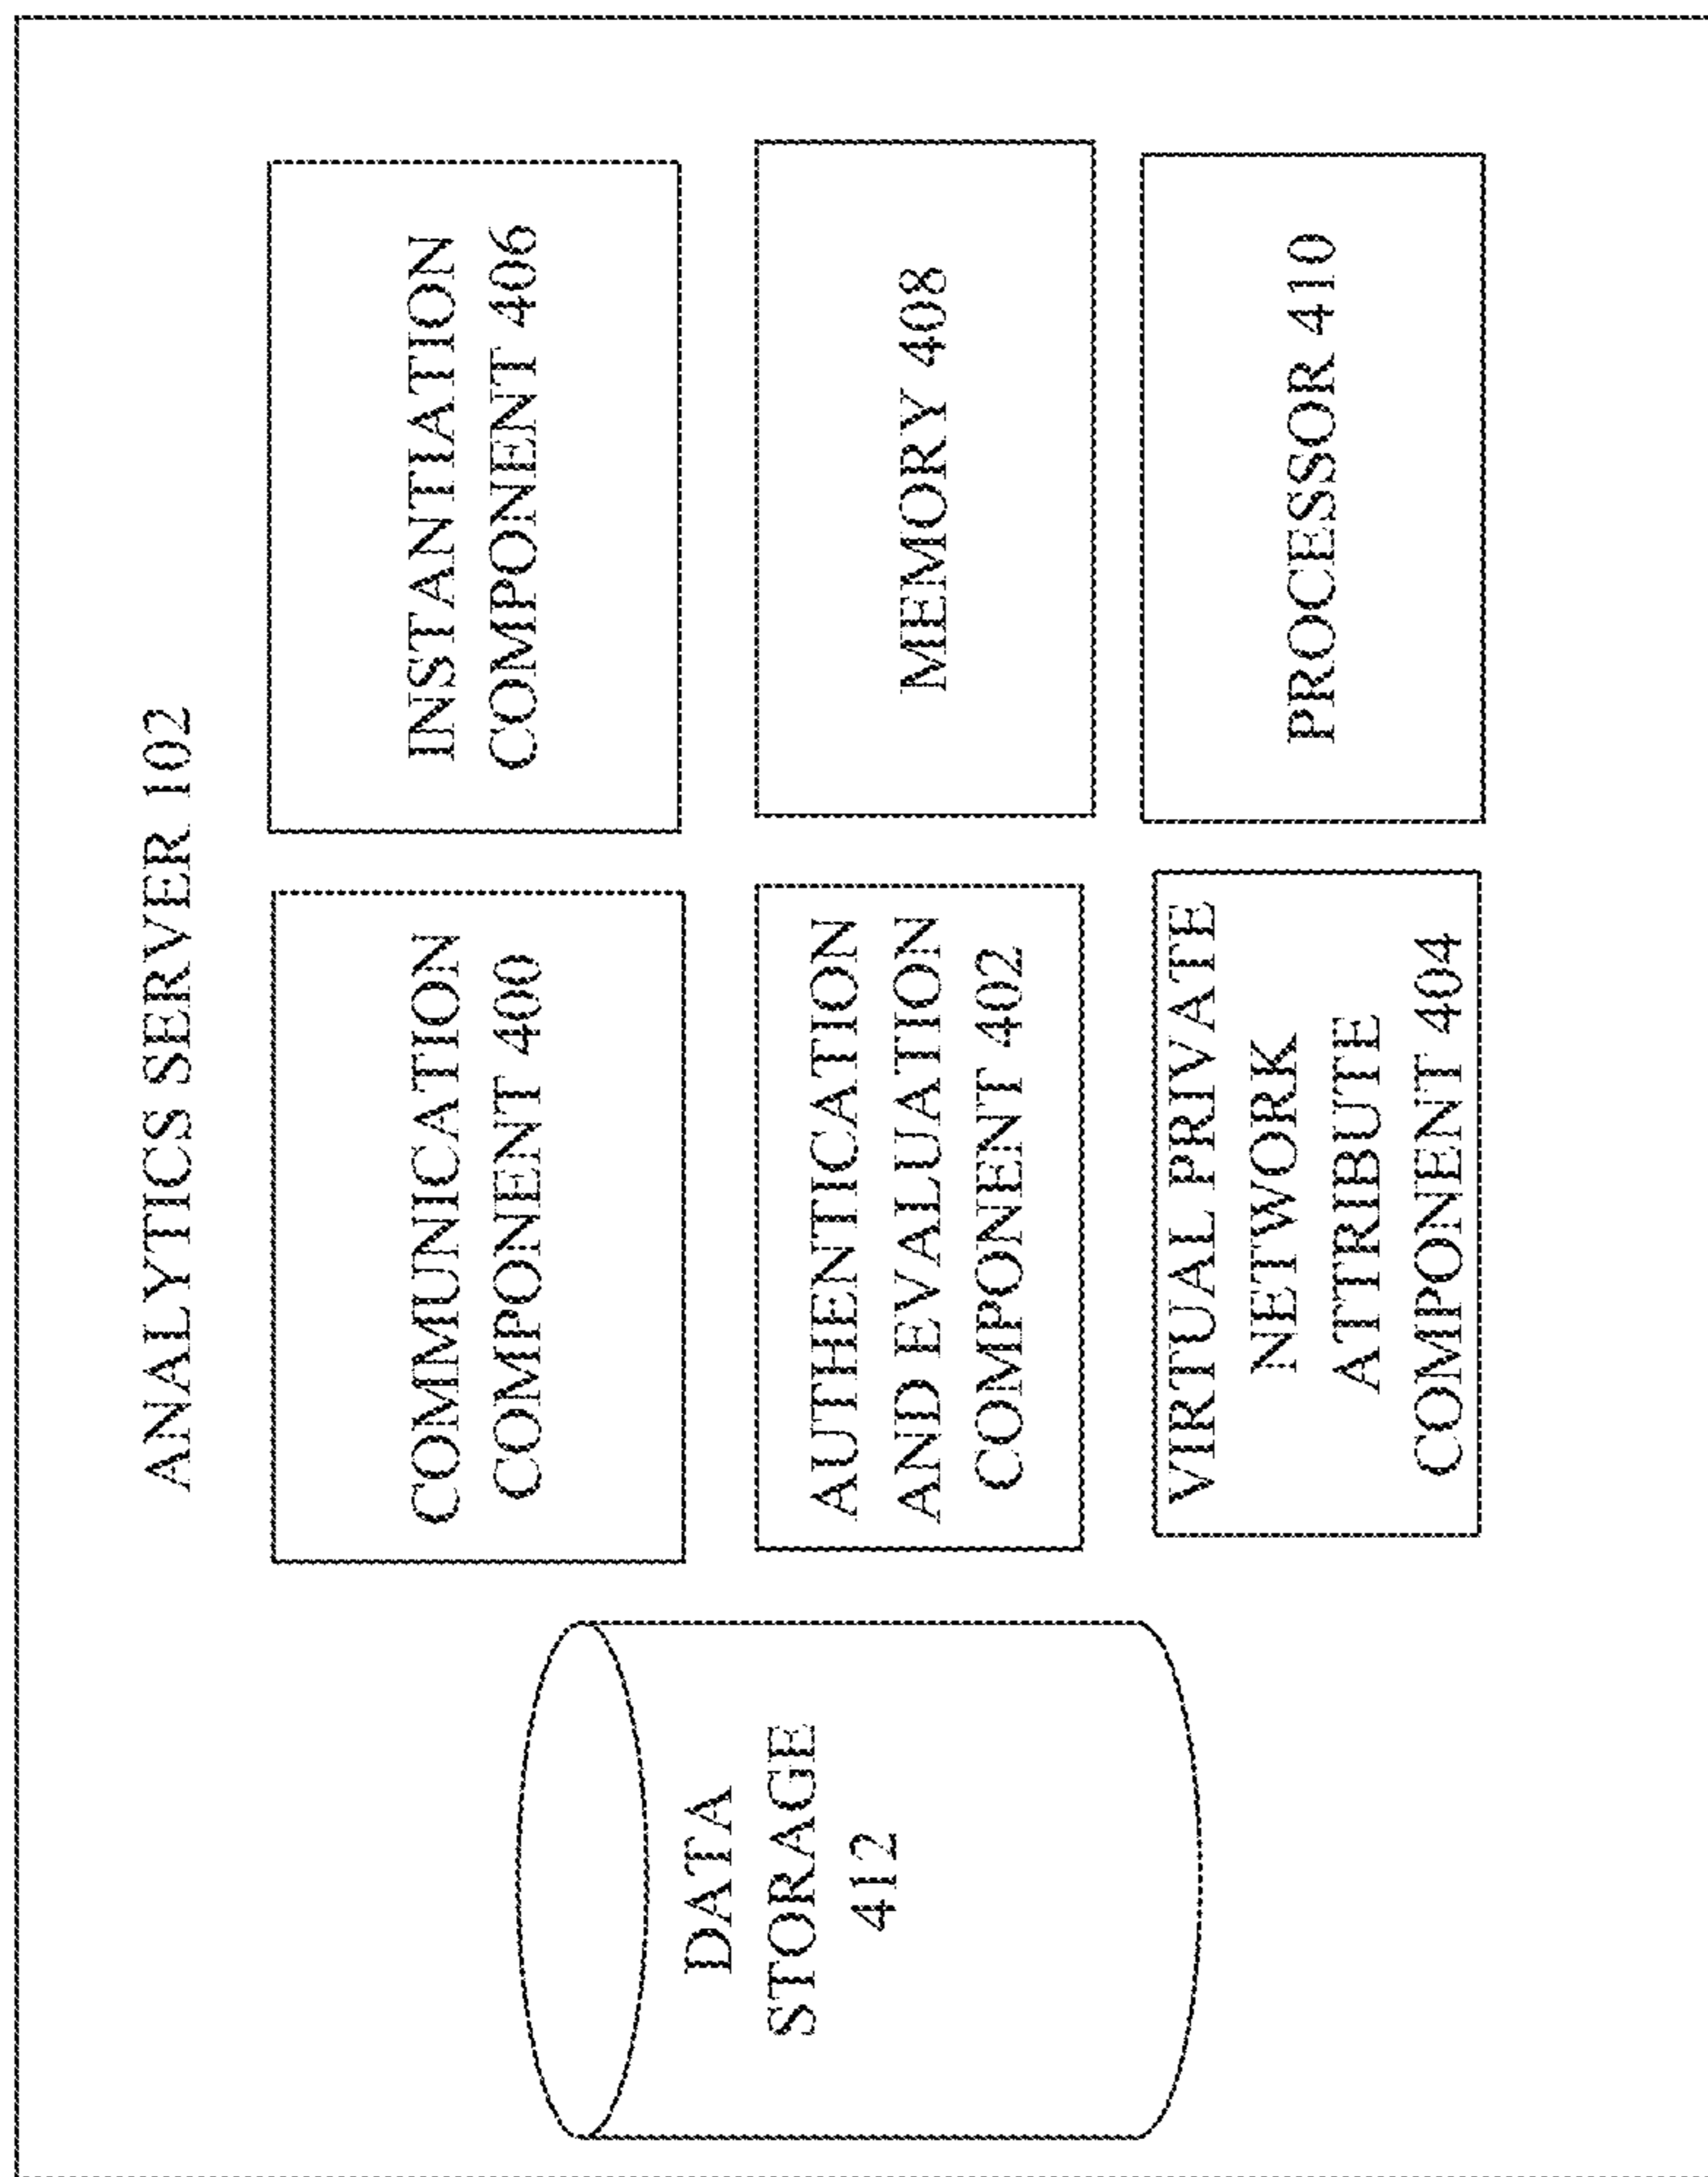 ANALYTICS SERVER 102
DATA
STORAGE
412
COMMUNICATION
COMPONENT 400
AUTHENTICATION
AND EVALUATION
COMPONENT 402
VIRTUAL PRIVATE
NETWORK
ATTRIBUTE
COMPONENT 404
INSTANTIATION
COMPONENT 406
MEMORY 408
PROCESSOR 410